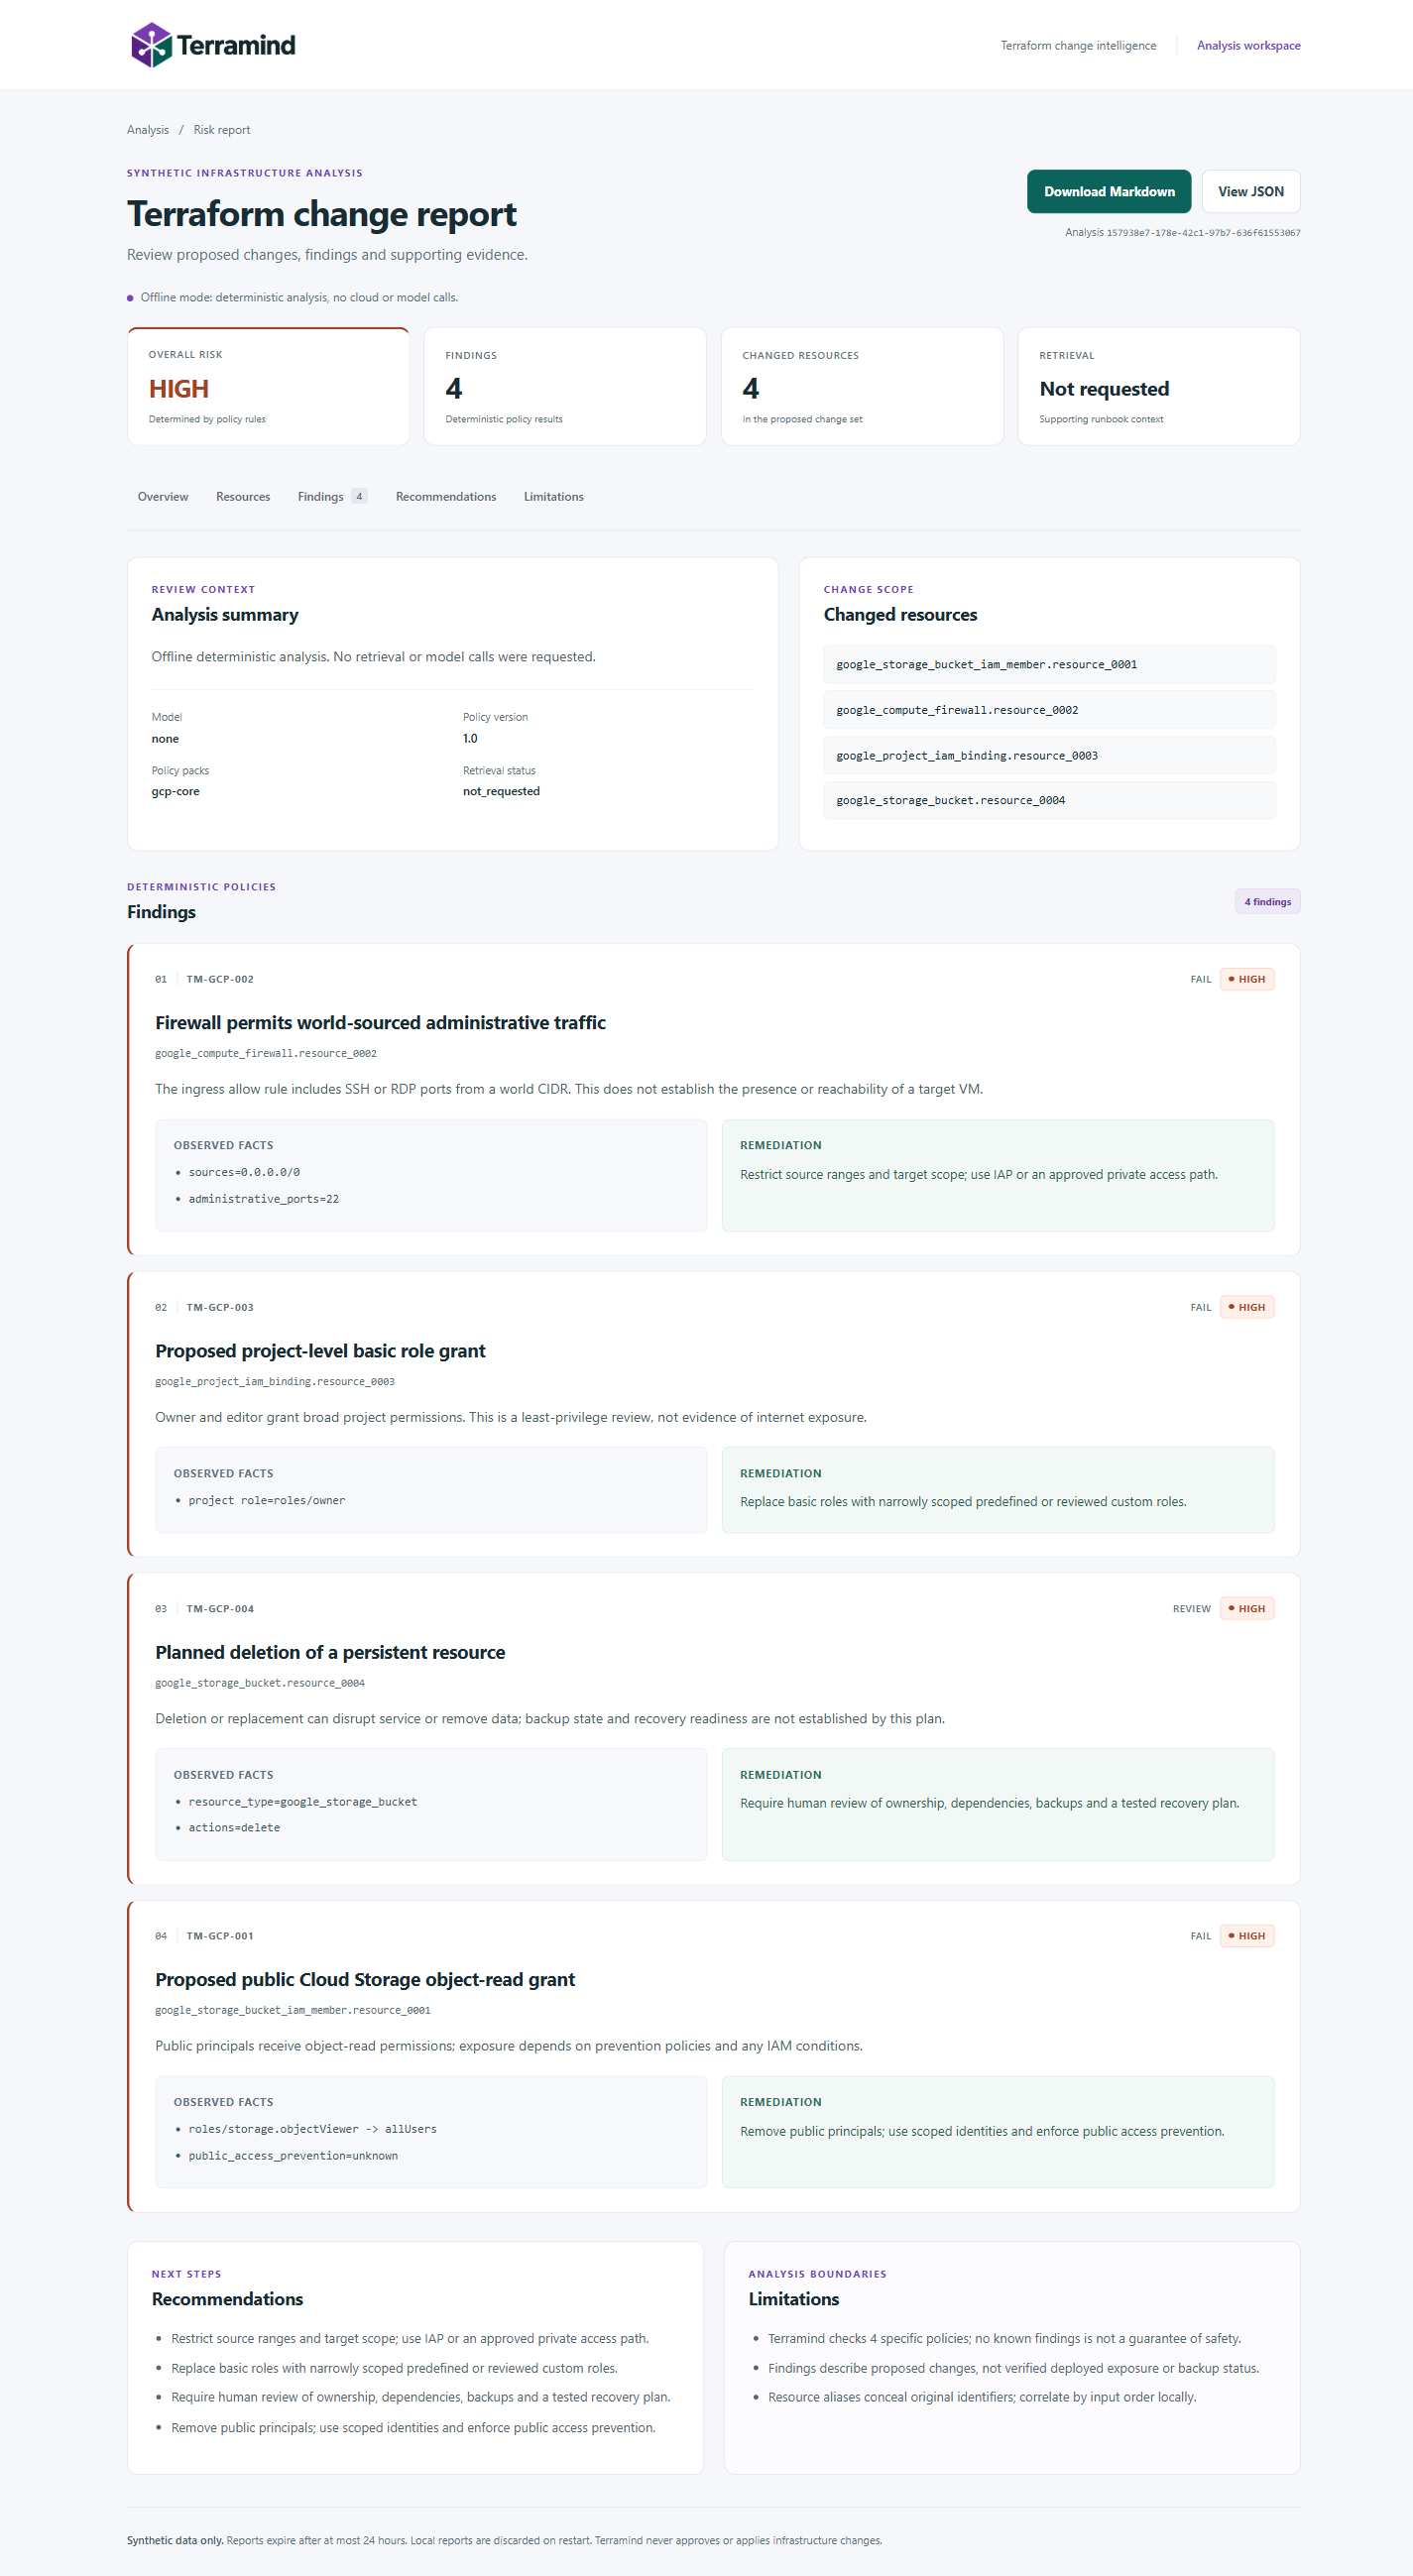 Terramind
Terraform change intelligence
Analysis workspace
Analysis / Risk report
SYNTHETIC INFRASTRUCTURE ANALYSIS
Terraform change report
Review proposed changes, findings and supporting evidence.
Download Markdown
View JSON
Analysis 157938e7-178e-42c1-97b7-636f61553067
Offline mode: deterministic analysis, no cloud or model calls.
OVERALL RISK
HIGH
Determined by policy rules
FINDINGS
4
Deterministic policy results
CHANGED RESOURCES
4
In the proposed change set
RETRIEVAL
Not requested
Supporting runbook context
Overview
Resources
Findings 4
Recommendations
Limitations
REVIEW CONTEXT
Analysis summary
Offline deterministic analysis. No retrieval or model calls were requested.
Model
none
Policy version
1.0
Policy packs
gcp-core
Retrieval status
not_requested
CHANGE SCOPE
Changed resources
google_storage_bucket_iam_member.resource_0001
google_compute_firewall.resource_0002
google_project_iam_binding.resource_0003
google_storage_bucket.resource_0004
DETERMINISTIC POLICIES
Findings
4 findings
01 TM-GCP-002
FAIL • HIGH
Firewall permits world-sourced administrative traffic
google_compute_firewall.resource_0002
The ingress allow rule includes SSH or RDP ports from a world CIDR. This does not establish the presence or reachability of a target VM.
OBSERVED FACTS
• sources=0.0.0.0/0
• administrative_ports=22
REMEDIATION
Restrict source ranges and target scope; use IAP or an approved private access path.
02 TM-GCP-003
FAIL • HIGH
Proposed project-level basic role grant
google_project_iam_binding.resource_0003
Owner and editor grant broad project permissions. This is a least-privilege review, not evidence of internet exposure.
OBSERVED FACTS
• project role=roles/owner
REMEDIATION
Replace basic roles with narrowly scoped predefined or reviewed custom roles.
03 TM-GCP-004
REVIEW • HIGH
Planned deletion of a persistent resource
google_storage_bucket.resource_0004
Deletion or replacement can disrupt service or remove data; backup state and recovery readiness are not established by this plan.
OBSERVED FACTS
• resource_type=google_storage_bucket
• actions=delete
REMEDIATION
Require human review of ownership, dependencies, backups and a tested recovery plan.
04 TM-GCP-001
FAIL • HIGH
Proposed public Cloud Storage object-read grant
google_storage_bucket_iam_member.resource_0001
Public principals receive object-read permissions; exposure depends on prevention policies and any IAM conditions.
OBSERVED FACTS
• roles/storage.objectViewer -> allUsers
• public_access_prevention=unknown
REMEDIATION
Remove public principals; use scoped identities and enforce public access prevention.
NEXT STEPS
Recommendations
• Restrict source ranges and target scope; use IAP or an approved private access path.
• Replace basic roles with narrowly scoped predefined or reviewed custom roles.
• Require human review of ownership, dependencies, backups and a tested recovery plan.
• Remove public principals; use scoped identities and enforce public access prevention.
ANALYSIS BOUNDARIES
Limitations
• Terramind checks 4 specific policies; no known findings is not a guarantee of safety.
• Findings describe proposed changes, not verified deployed exposure or backup status.
• Resource aliases conceal original identifiers; correlate by input order locally.
Synthetic data only. Reports expire after at most 24 hours. Local reports are discarded on restart. Terramind never approves or applies infrastructure changes.